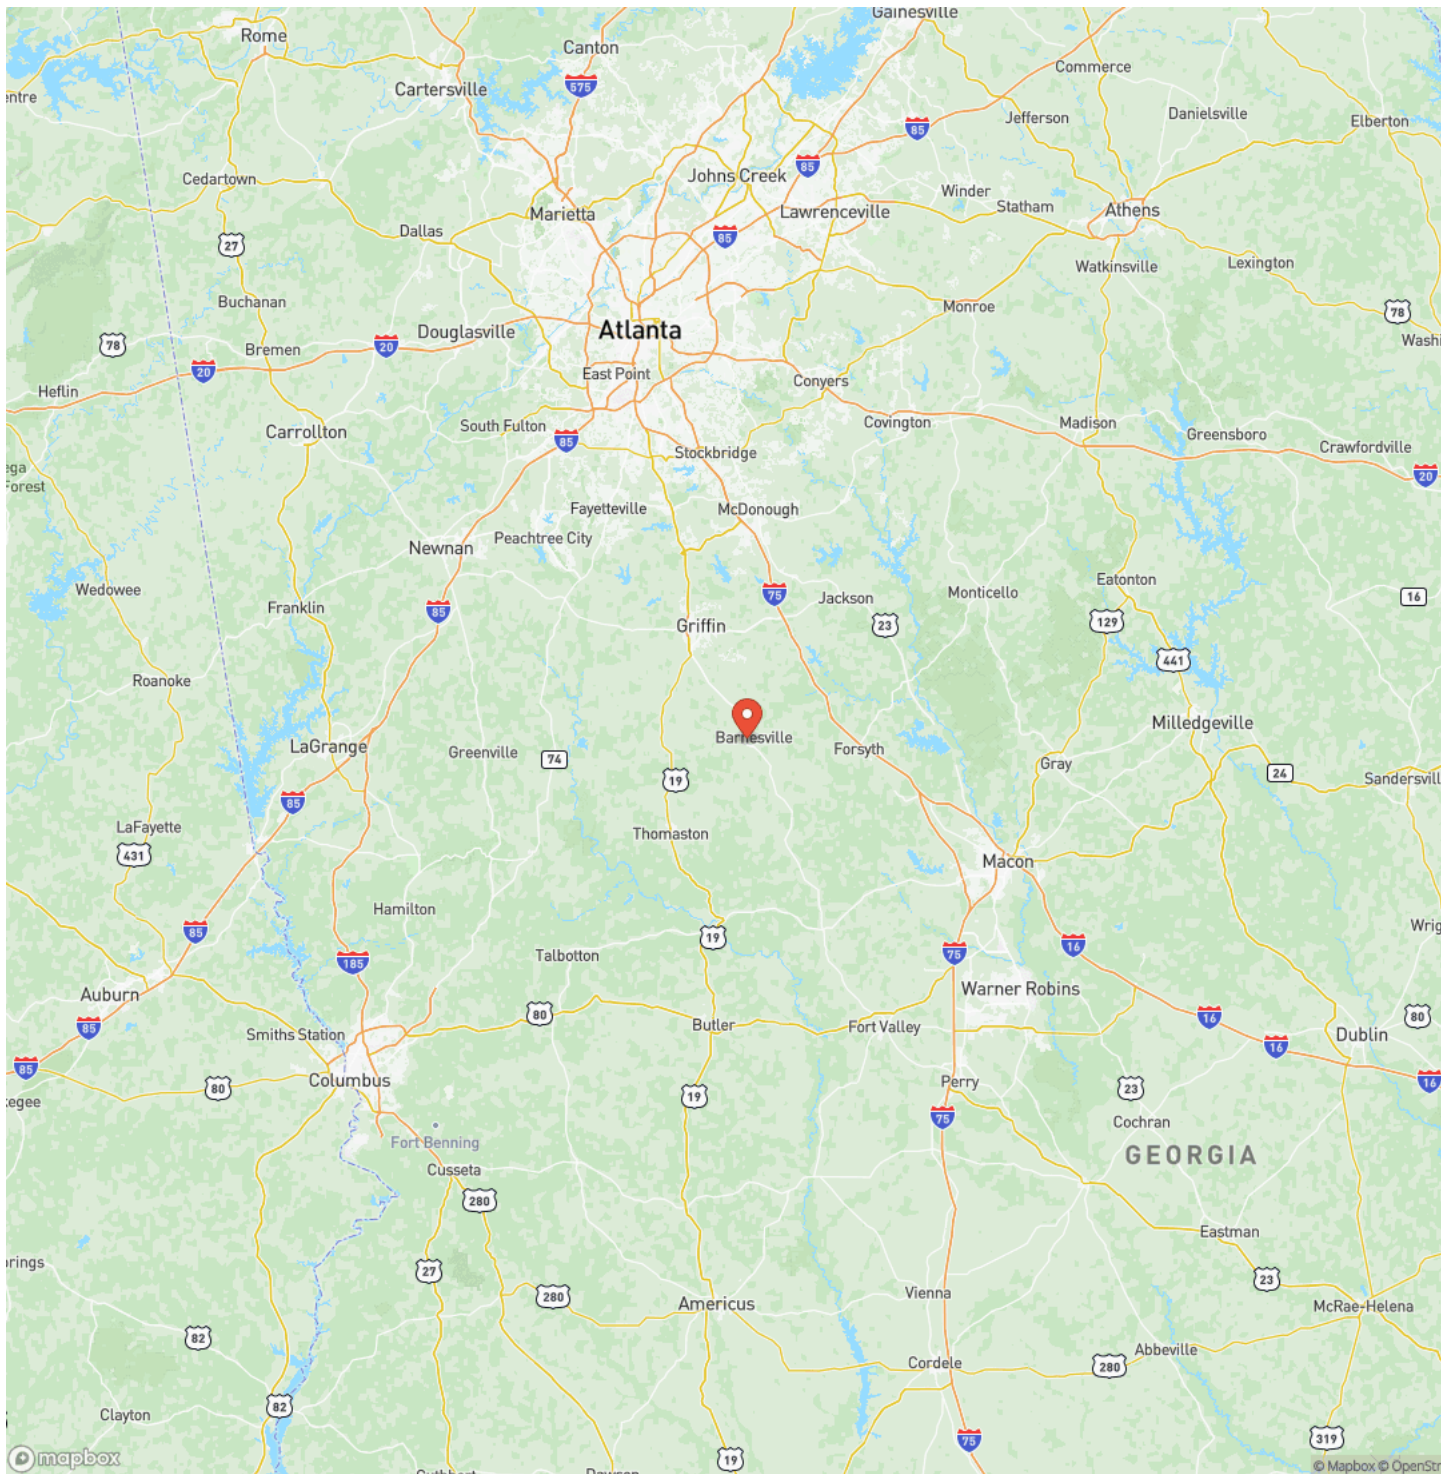 Gainesville
Rome
Canton
Commerce
Cartersville
575
entre
Jefferson
Danielsville
Elberton
85
85
Johns Creek
Cedartown
Winder
Marietta
Lawrenceville
Statham
Athens
Dallas
85
27
Watkinsville
Lexington
Buchanan
Monroe
78
Douglasville
Atlanta
78
Washi
20
Bremen
20
East Point
Conyers
Heflin
Covington
Madison
South Fulton
Carrollton
85
Greensboro
Crawfordville
Stockbridge
ega
Forest
20
Fayetteville
McDonough
Peachtree City
Newnan
Eatonton
Wedowee
75
Monticello
Jackson
16
Franklin
85
129
Griffin
23
441
Roanoke
Milledgeville
Barnesville
LaGrange
Greenville
74
Forsyth
Gray
24
Sandersvill
19
85
LaFayette
Thomaston
431
Macon
Hamilton
Wrig
85
19
16
Talbotton
75
185
Warner Robins
Auburn
80
16
80
85
Smiths Station
Butler
Fort Valley
Dublin
16
85
Columbus
Perry
16
80
23
kegee
19
75
Cochran
Fort Benning
GEORGIA
Cusseta
280
Eastman
orings
27
23
Vienna
280
Americus
McRae-Helena
82
Abbeville
Cordele
280
82
Clayton
319
75
mapbox
19
© Mapbox © OpenStr